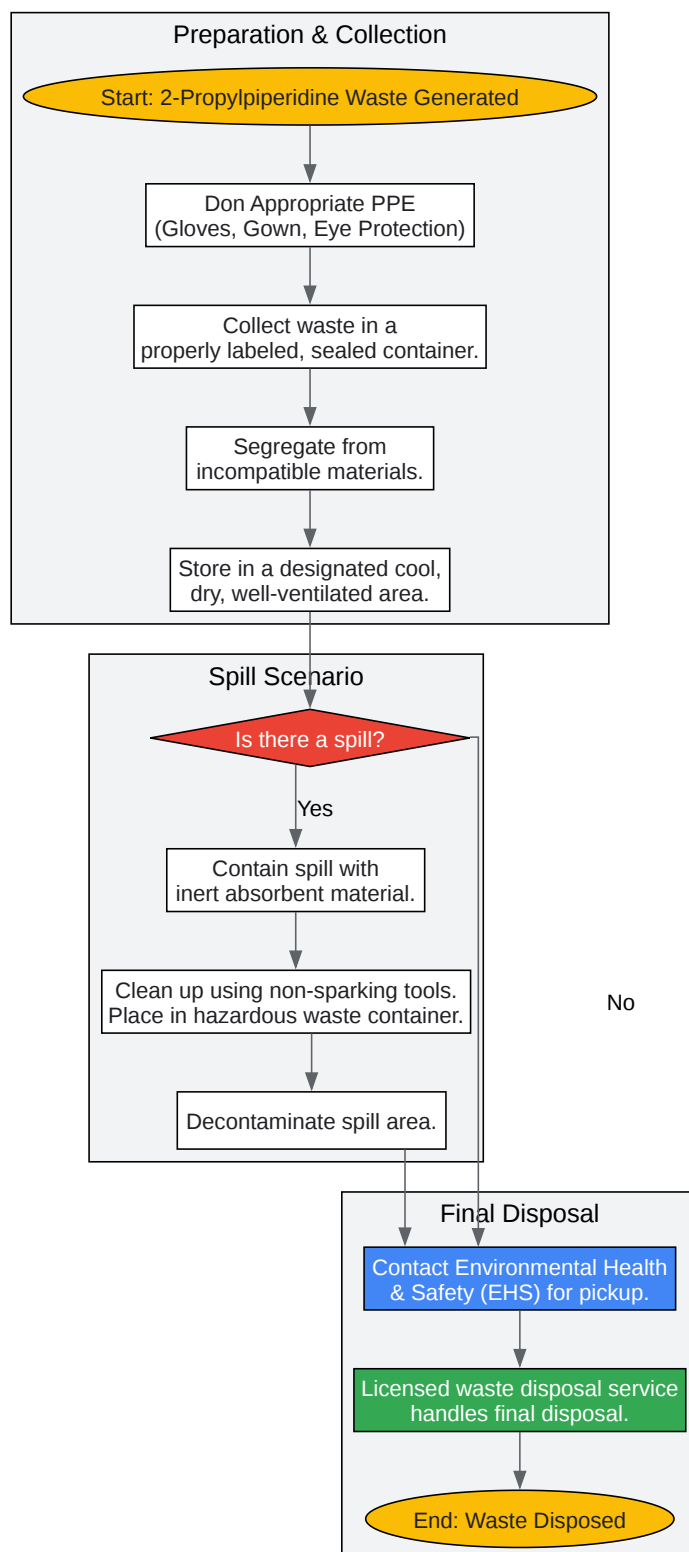 Preparation & Collection
Start: 2-Propylpiperidine Waste Generated
Don Appropriate PPE
(Gloves, Gown, Eye Protection)
Collect waste in a
properly labeled, sealed container.
Segregate from
incompatible materials.
Store in a designated cool,
dry, well-ventilated area.
Spill Scenario
Is there a spill?
Yes
Contain spill with
inert absorbent material.
Clean up using non-sparking tools.
Place in hazardous waste container.
No
Decontaminate spill area.
Final Disposal
Contact Environmental Health
& Safety (EHS) for pickup.
Licensed waste disposal service
handles final disposal.
End: Waste Disposed